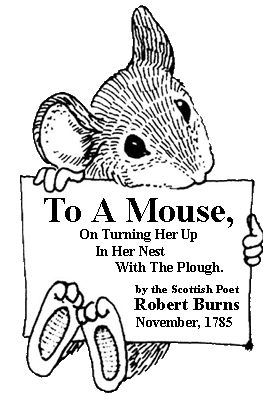 To A Mouse,
On Turning Her Up
In Her Nest
With The Plough.
by the Scottish Poet
Robert Burns
November, 1785